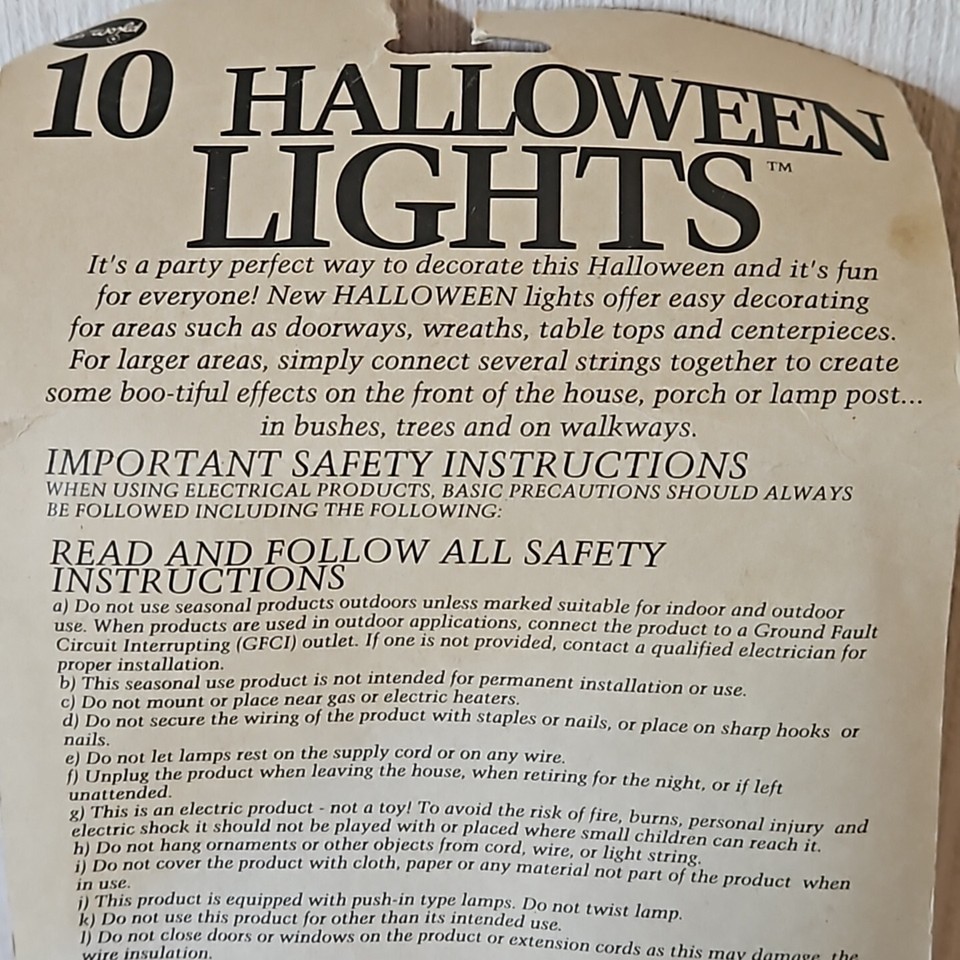 world
10 HALLOWEEN
LIGHTS™
It's a party perfect way to decorate this Halloween and it's fun
for everyone! New HALLOWEEN lights offer easy decorating
for areas such as doorways, wreaths, table tops and centerpieces.
For larger areas, simply connect several strings together to create
some boo-tiful effects on the front of the house, porch or lamp post...
in bushes, trees and on walkways.
IMPORTANT SAFETY INSTRUCTIONS
WHEN USING ELECTRICAL PRODUCTS, BASIC PRECAUTIONS SHOULD ALWAYS
BE FOLLOWED INCLUDING THE FOLLOWING:
READ AND FOLLOW ALL SAFETY
INSTRUCTIONS
a) Do not use seasonal products outdoors unless marked suitable for indoor and outdoor
use. When products are used in outdoor applications, connect the product to a Ground Fault
Circuit Interrupting (GFCI) outlet. If one is not provided, contact a qualified electrician for
proper installation.
b) This seasonal use product is not intended for permanent installation or use.
c) Do not mount or place near gas or electric heaters.
d) Do not secure the wiring of the product with staples or nails, or place on sharp hooks or
nails.
e) Do not let lamps rest on the supply cord or on any wire.
f) Unplug the product when leaving the house, when retiring for the night, or if left
unattended.
g) This is an electric product - not a toy! To avoid the risk of fire, burns, personal injury and
electric shock it should not be played with or placed where small children can reach it.
h) Do not hang ornaments or other objects from cord, wire, or light string.
i) Do not cover the product with cloth, paper or any material not part of the product when
in use.
j) This product is equipped with push-in type lamps. Do not twist lamp.
k) Do not use this product for other than its intended use.
l) Do not close doors or windows on the product or extension cords as this may damage the
wire insulation.